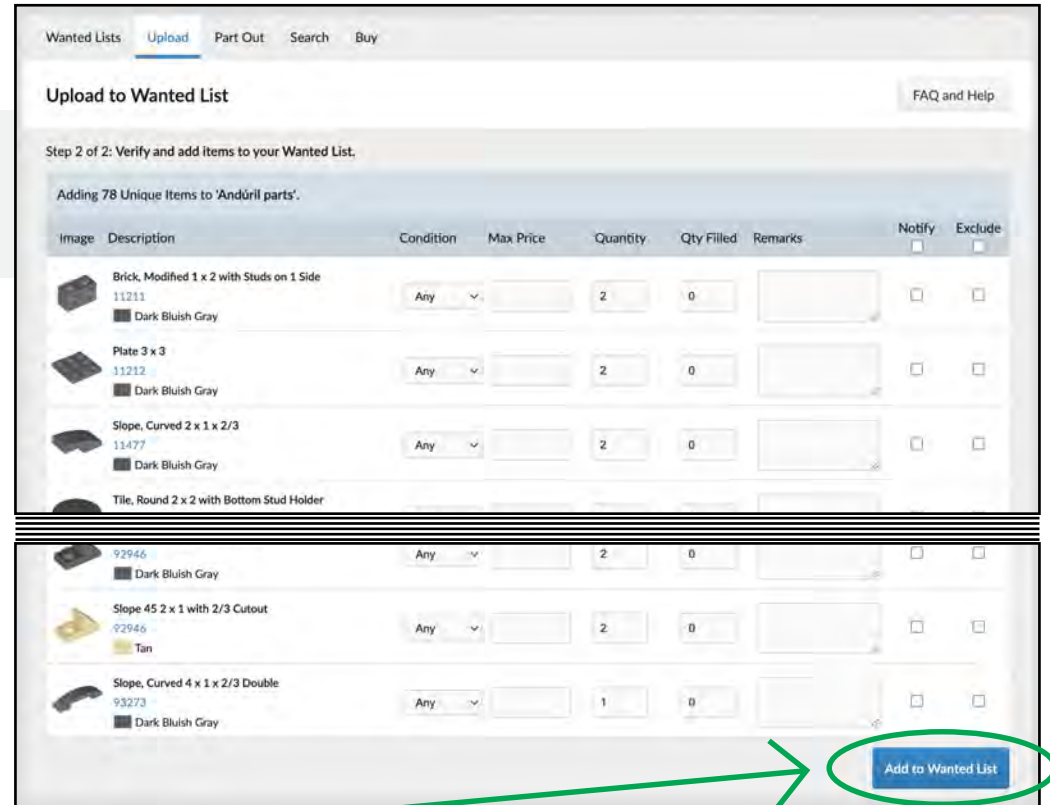 Wanted Lists Upload Part Out Search Buy
Upload to Wanted List FAQ and Help
Step 2 of 2: Verify and add items to your Wanted List.
Adding 78 Unique Items to 'Andúril parts'.
Image Description Condition Max Price Quantity Qty Filled Remarks Notify Exclude
Brick, Modified 1 x 2 with Studs on 1 Side
11211 Any 2 0
Dark Bluish Gray
Plate 3 x 3
11212 Any 2 0
Dark Bluish Gray
Slope, Curved 2 x 1 x 2/3
11477 Any 2 0
Dark Bluish Gray
Tile, Round 2 x 2 with Bottom Stud Holder
92946 Any 2 0
Dark Bluish Gray
Slope 45 2 x 1 with 2/3 Cutout
92946 Any 2 0
Tan
Slope, Curved 4 x 1 x 2/3 Double
93273 Any 1 0
Dark Bluish Gray
Add to Wanted List